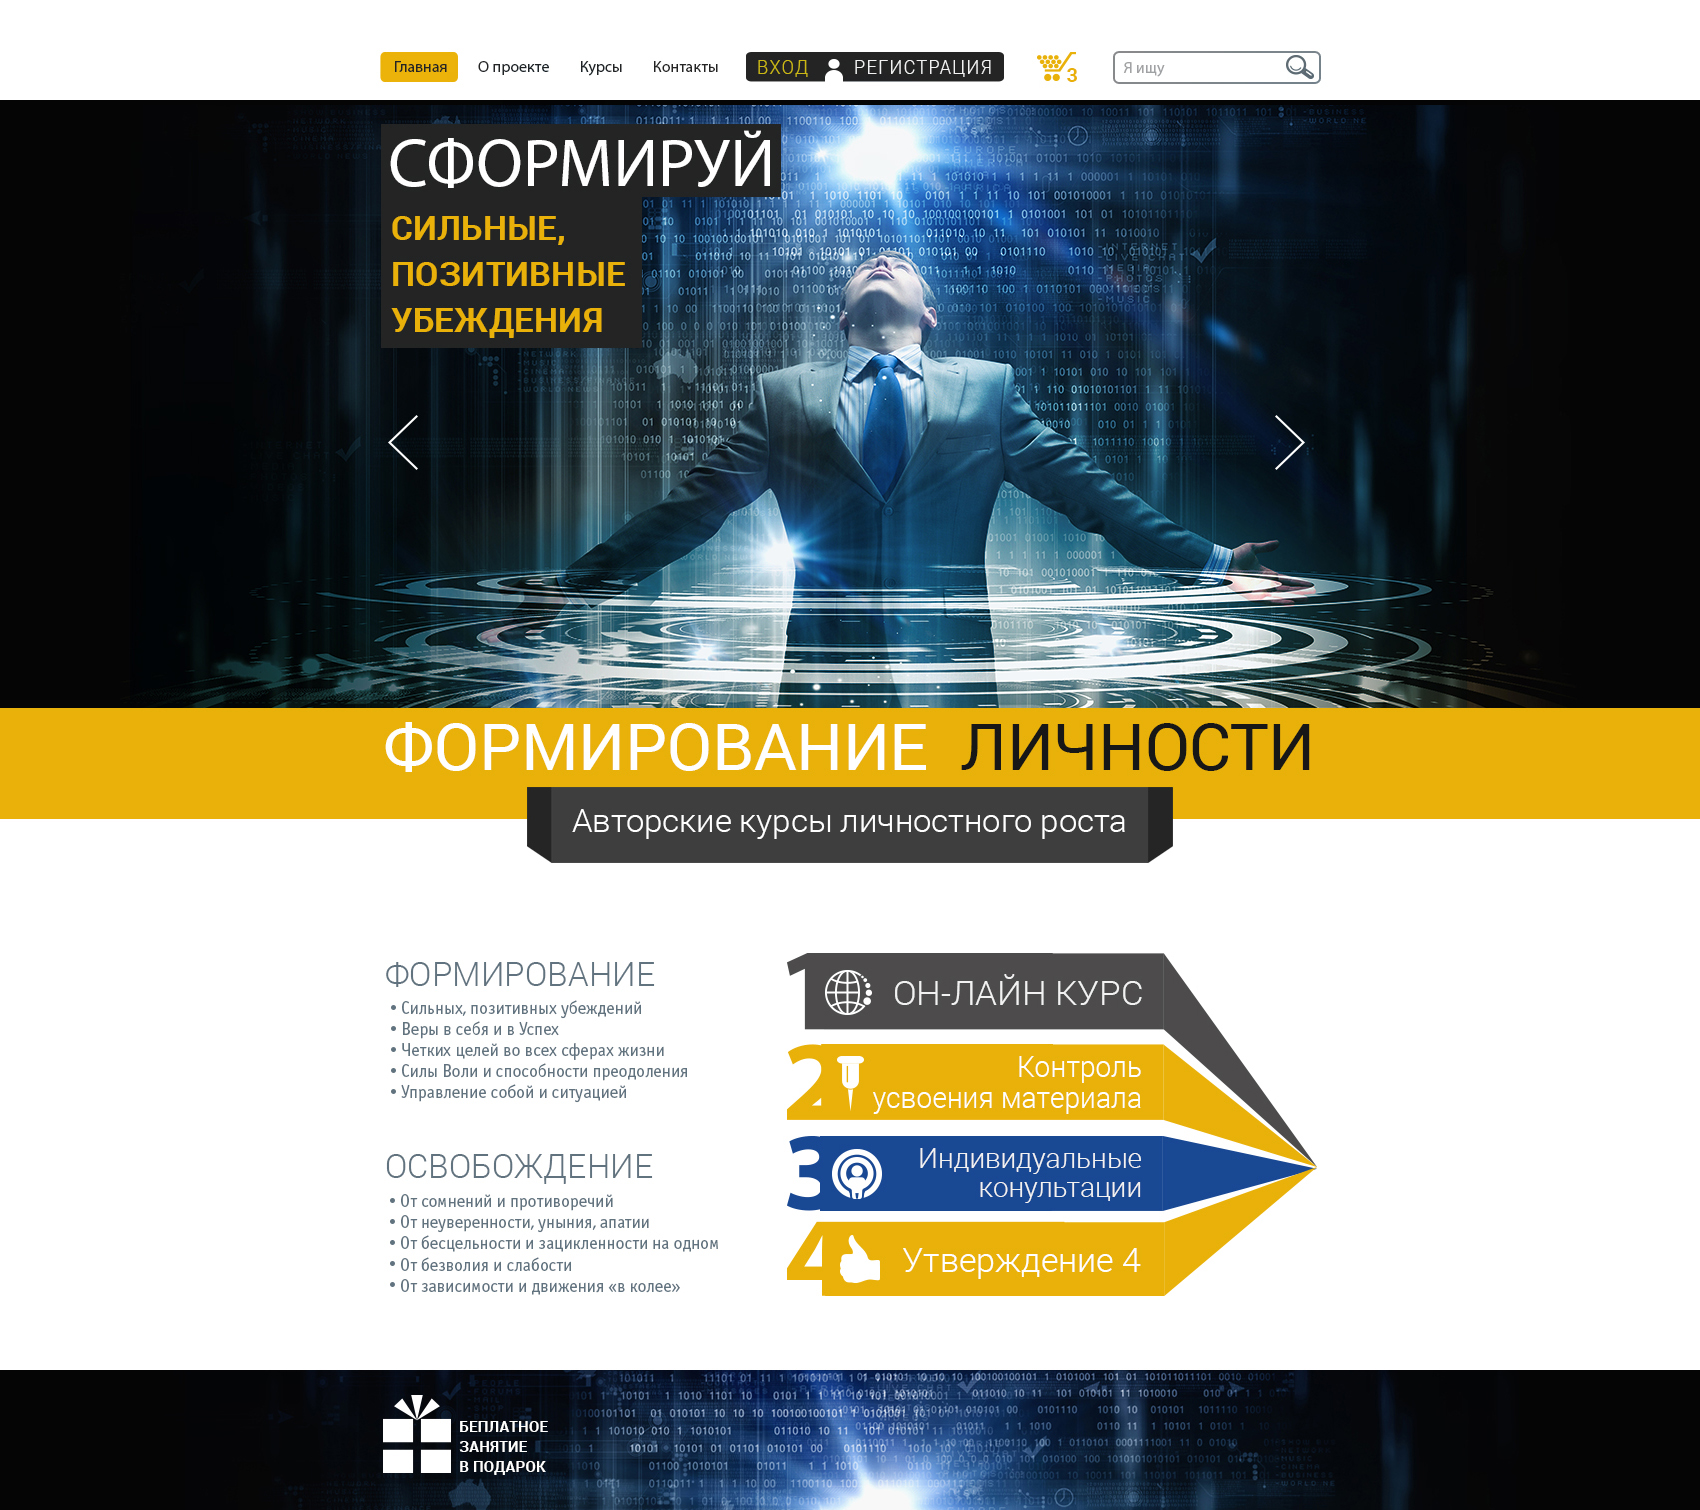 Главная О проекте Курсы Контакты ВХОД РЕГИСТРАЦИЯ 3 Я ищу
СФОРМИРУЙ
СИЛЬНЫЕ,
ПОЗИТИВНЫЕ
УБЕЖДЕНИЯ
ФОРМИРОВАНИЕ ЛИЧНОСТИ
Авторские курсы личностного роста
ФОРМИРОВАНИЕ
• Сильных, позитивных убеждений
• Веры в себя и в Успех
• Четких целей во всех сферах жизни
• Силы Воли и способности преодоления
• Управление собой и ситуацией
ОСВОБОЖДЕНИЕ
• От сомнений и противоречий
• От неуверенности, уныния, апатии
• От бесцельности и зацикленности на одном
• От безволия и слабости
• От зависимости и движения «в колее»
1 ОН-ЛАЙН КУРС
2 Контроль
усвоения материала
3 Индивидуальные
конультации
4 Утверждение 4
БЕПЛАТНОЕ
ЗАНЯТИЕ
В ПОДАРОК